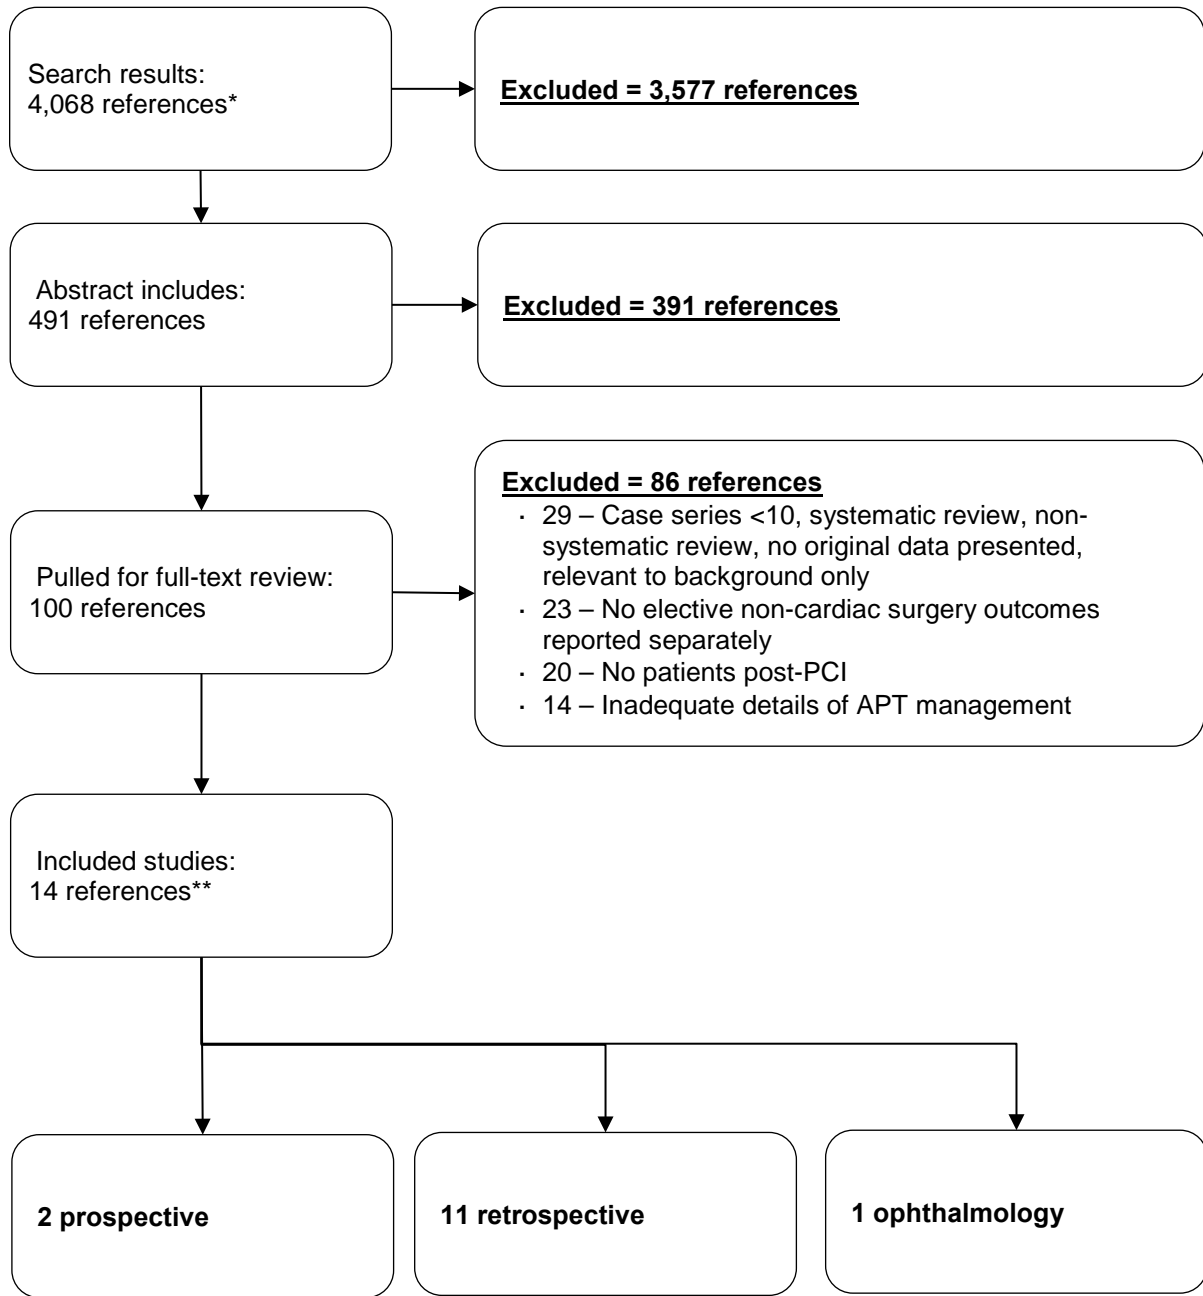 Search results:
4,068 references*
Excluded = 3,577 references
Abstract includes:
491 references
Excluded = 391 references
Pulled for full-text review:
100 references
Excluded = 86 references
· 29 – Case series <10, systematic review, non-
systematic review, no original data presented,
relevant to background only
· 23 – No elective non-cardiac surgery outcomes
reported separately
· 20 – No patients post-PCI
· 14 – Inadequate details of APT management
Included studies:
14 references**
2 prospective
11 retrospective
1 ophthalmology